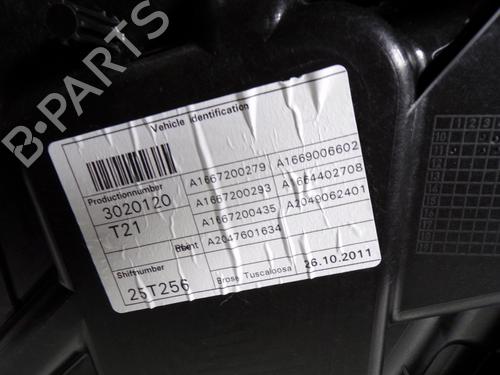 B-PARTS
Vehicle identification
Productionnumber
3020120
T21
A1667200279 A1669006602
A1667200293 A1664402708
A1667200435 A2049062401
A2047601634
Shiftnumber
25T256
Brose Tuscaloosa
26.10.2011